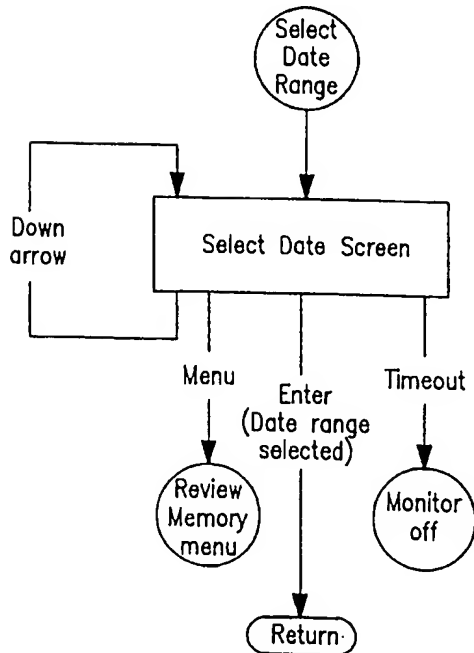 Select
Date
Range
Down
arrow
Select Date Screen
Menu
Enter
(Date range
selected)
Timeout
Review
Memory
menu
Monitor
off
Return